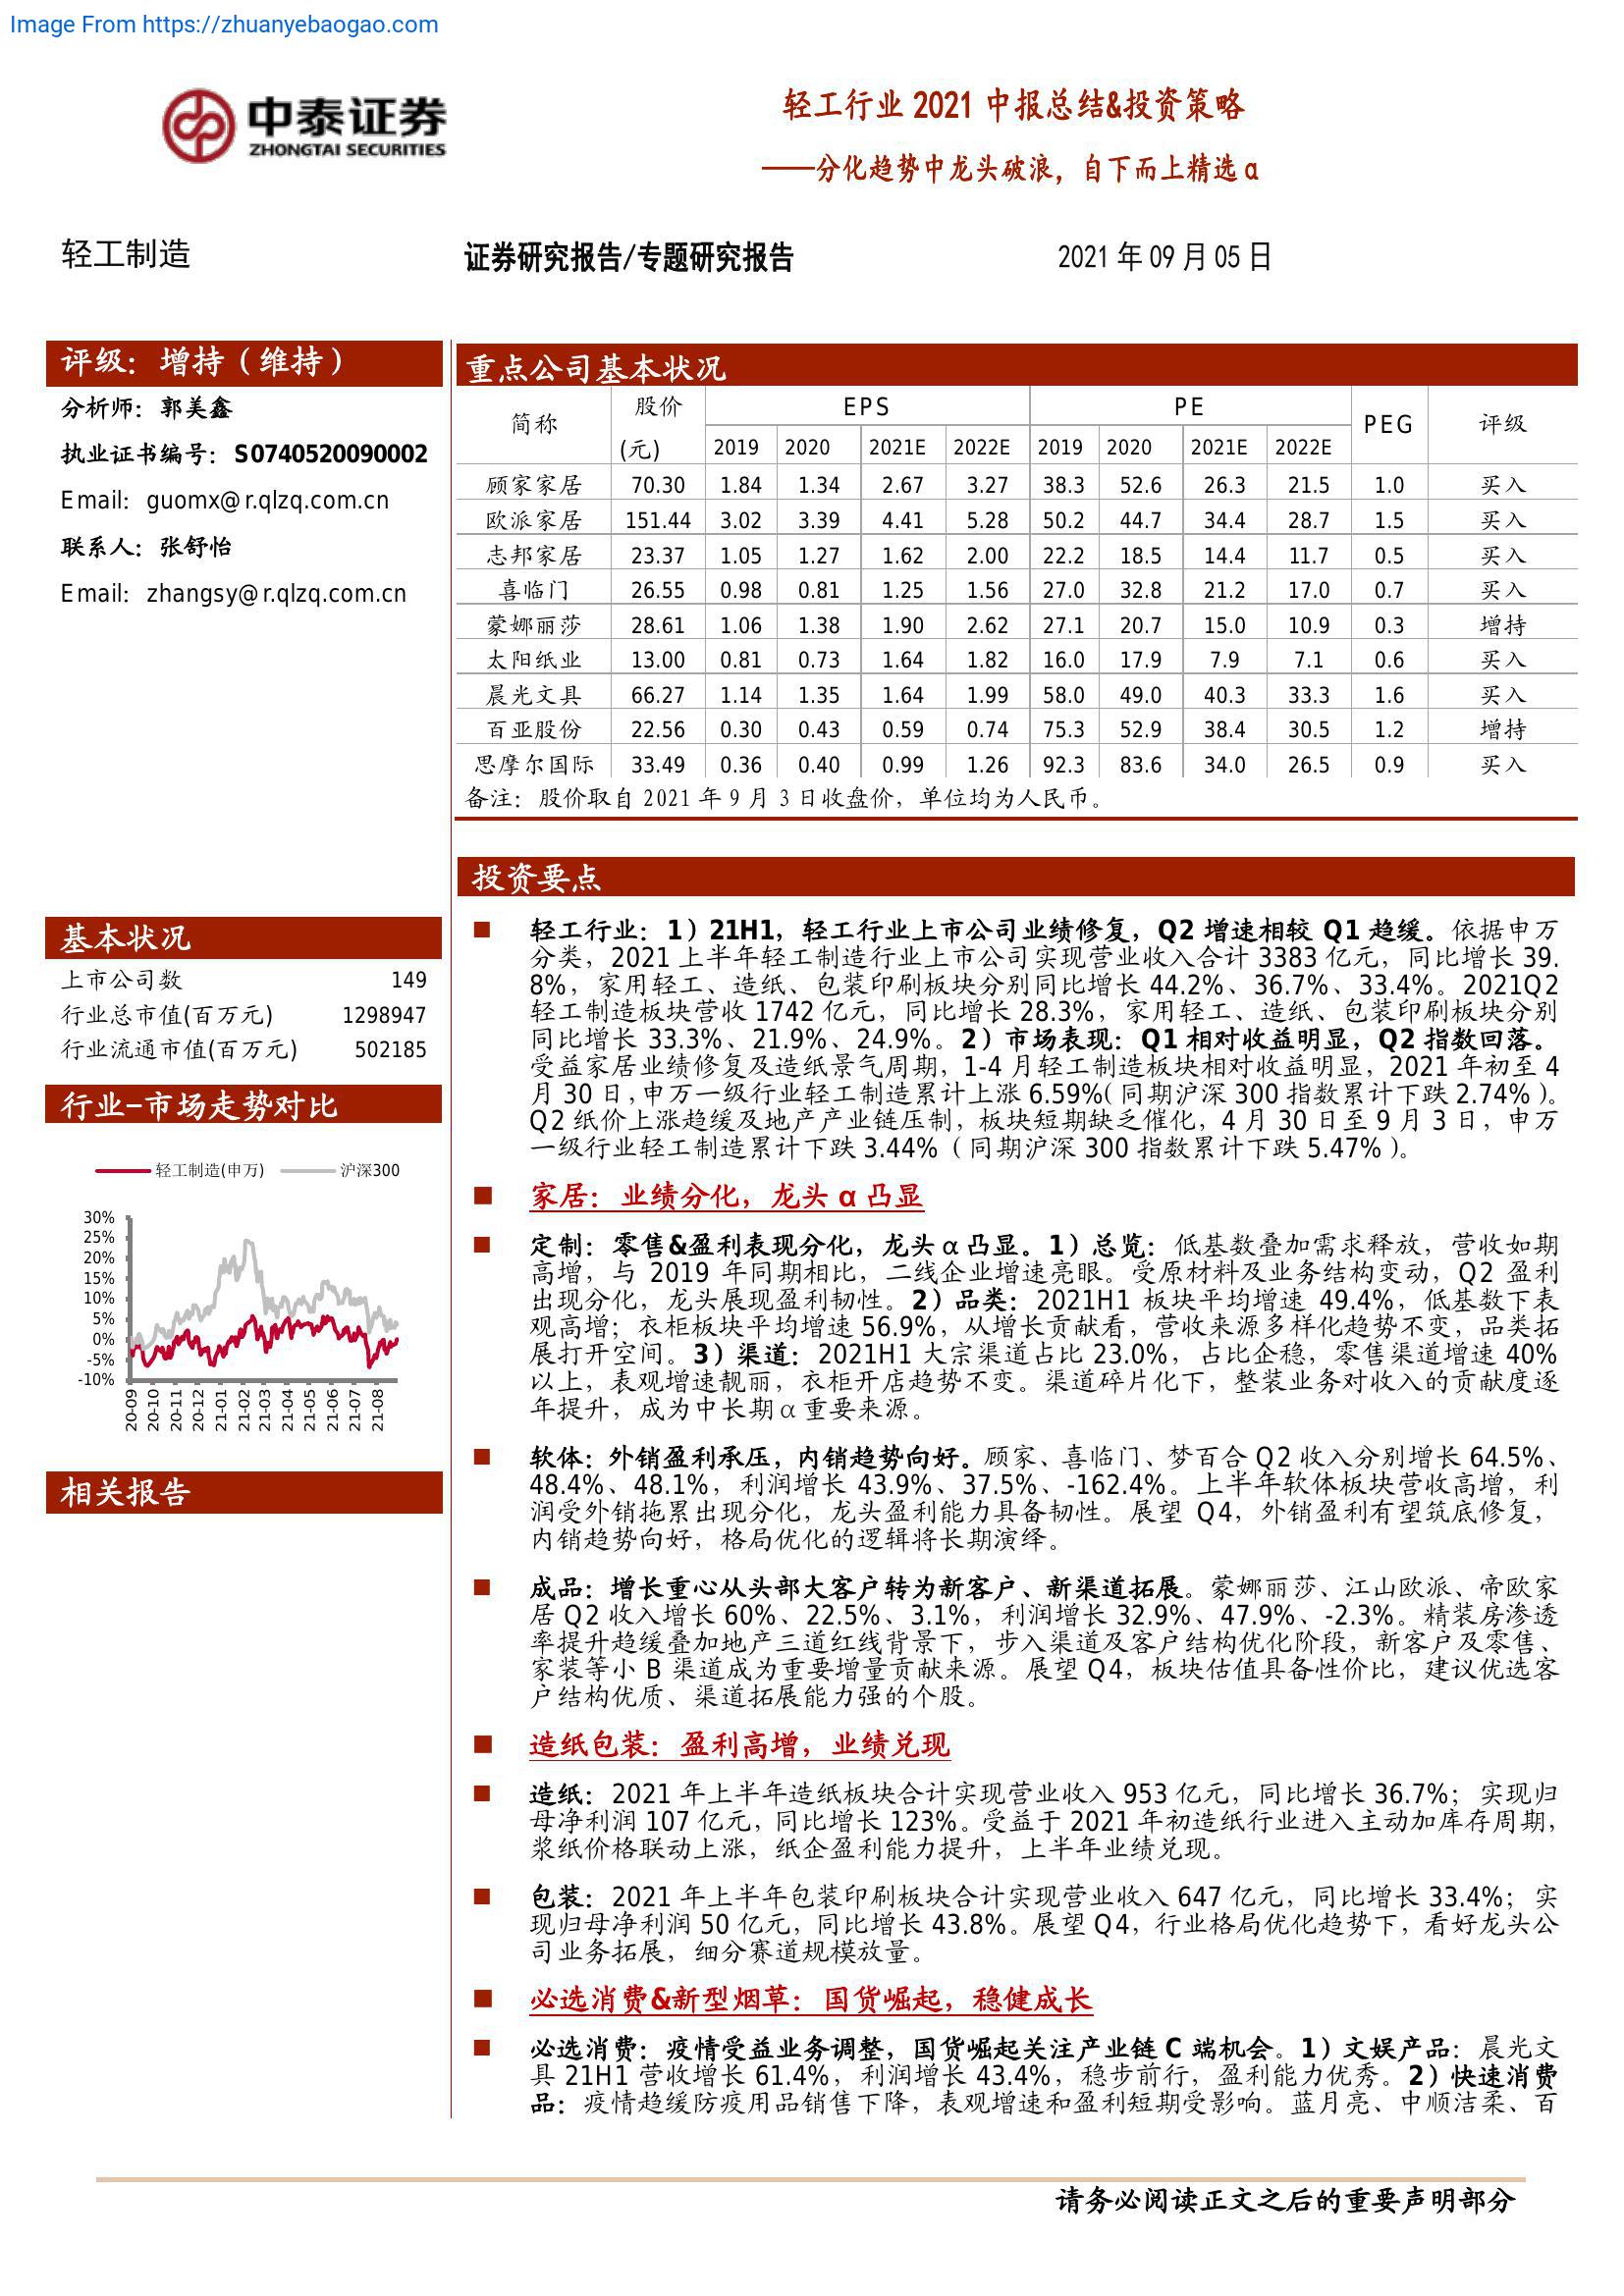 Image From https://zhuanyebaogao.com
中泰证券
ZHONGTAI SECURITIES
轻工行业 2021 中报总结&投资策略
——分化趋势中龙头破浪，自下而上精选 α
轻工制造
证券研究报告/专题研究报告
2021 年 09 月 05 日
评级：增持（维持）
分析师：郭美鑫
执业证书编号：S0740520090002
Email：guomx@r.qlzq.com.cn
联系人：张舒怡
Email：zhangsy@r.qlzq.com.cn
基本状况
上市公司数 149
行业总市值(百万元) 1298947
行业流通市值(百万元) 502185
行业-市场走势对比
轻工制造(申万) 沪深300
30%
25%
20%
15%
10%
5%
0%
-5%
-10%
20-09 20-10 20-11 20-12 21-01 21-02 21-03 21-04 21-05 21-06 21-07 21-08
相关报告
重点公司基本状况
简称 股价(元) EPS PE PEG 评级
2019 2020 2021E 2022E 2019 2020 2021E 2022E
顾家家居 70.30 1.84 1.34 2.67 3.27 38.3 52.6 26.3 21.5 1.0 买入
欧派家居 151.44 3.02 3.39 4.41 5.28 50.2 44.7 34.4 28.7 1.5 买入
志邦家居 23.37 1.05 1.27 1.62 2.00 22.2 18.5 14.4 11.7 0.5 买入
喜临门 26.55 0.98 0.81 1.25 1.56 27.0 32.8 21.2 17.0 0.7 买入
蒙娜丽莎 28.61 1.06 1.38 1.90 2.62 27.1 20.7 15.0 10.9 0.3 增持
太阳纸业 13.00 0.81 0.73 1.64 1.82 16.0 17.9 7.9 7.1 0.6 买入
晨光文具 66.27 1.14 1.35 1.64 1.99 58.0 49.0 40.3 33.3 1.6 买入
百亚股份 22.56 0.30 0.43 0.59 0.74 75.3 52.9 38.4 30.5 1.2 增持
思摩尔国际 33.49 0.36 0.40 0.99 1.26 92.3 83.6 34.0 26.5 0.9 买入
备注：股价取自 2021 年 9 月 3 日收盘价，单位均为人民币。
投资要点
■ 轻工行业：1）21H1，轻工行业上市公司业绩修复，Q2 增速相较 Q1 趋缓。依据申万
分类，2021 上半年轻工制造行业上市公司实现营业收入合计 3383 亿元，同比增长 39.
8%，家用轻工、造纸、包装印刷板块分别同比增长 44.2%、36.7%、33.4%。2021Q2
轻工制造板块营收 1742 亿元，同比增长 28.3%，家用轻工、造纸、包装印刷板块分别
同比增长 33.3%、21.9%、24.9%。2）市场表现：Q1 相对收益明显，Q2 指数回落。
受益家居业绩修复及造纸景气周期，1-4 月轻工制造板块相对收益明显，2021 年初至 4
月 30 日，申万一级行业轻工制造累计上涨 6.59%（同期沪深 300 指数累计下跌 2.74%）。
Q2 纸价上涨趋缓及地产产业链压制，板块短期缺乏催化，4 月 30 日至 9 月 3 日，申万
一级行业轻工制造累计下跌 3.44%（同期沪深 300 指数累计下跌 5.47%）。
■ 家居：业绩分化，龙头 α 凸显
■ 定制：零售&盈利表现分化，龙头 α 凸显。1）总览：低基数叠加需求释放，营收如期
高增，与 2019 年同期相比，二线企业增速亮眼。受原材料及业务结构变动，Q2 盈利
出现分化，龙头展现盈利韧性。2）品类：2021H1 板块平均增速 49.4%，低基数下表
观高增；衣柜板块平均增速 56.9%，从增长贡献看，营收来源多样化趋势不变，品类拓
展打开空间。3）渠道：2021H1 大宗渠道占比 23.0%，占比企稳，零售渠道增速 40%
以上，表观增速靓丽，衣柜开店趋势不变。渠道碎片化下，整装业务对收入的贡献度逐
年提升，成为中长期 α 重要来源。
■ 软体：外销盈利承压，内销趋势向好。顾家、喜临门、梦百合 Q2 收入分别增长 64.5%、
48.4%、48.1%，利润增长 43.9%、37.5%、-162.4%。上半年软体板块营收高增，利
润受外销拖累出现分化，龙头盈利能力具备韧性。展望 Q4，外销盈利有望筑底修复，
内销趋势向好，格局优化的逻辑将长期演绎。
■ 成品：增长重心从头部大客户转为新客户、新渠道拓展。蒙娜丽莎、江山欧派、帝欧家
居 Q2 收入增长 60%、22.5%、3.1%，利润增长 32.9%、47.9%、-2.3%。精装房渗透
率提升趋缓叠加地产三道红线背景下，步入渠道及客户结构优化阶段，新客户及零售、
家装等小 B 渠道成为重要增量贡献来源。展望 Q4，板块估值具备性价比，建议优选客
户结构优质、渠道拓展能力强的个股。
■ 造纸包装：盈利高增，业绩兑现
■ 造纸：2021 年上半年造纸板块合计实现营业收入 953 亿元，同比增长 36.7%；实现归
母净利润 107 亿元，同比增长 123%。受益于 2021 年初造纸行业进入主动加库存周期，
浆纸价格联动上涨，纸企盈利能力提升，上半年业绩兑现。
■ 包装：2021 年上半年包装印刷板块合计实现营业收入 647 亿元，同比增长 33.4%；实
现归母净利润 50 亿元，同比增长 43.8%。展望 Q4，行业格局优化趋势下，看好龙头公
司业务拓展，细分赛道规模放量。
■ 必选消费&新型烟草：国货崛起，稳健成长
■ 必选消费：疫情受益业务调整，国货崛起关注产业链 C 端机会。1）文娱产品：晨光文
具 21H1 营收增长 61.4%，利润增长 43.4%，稳步前行，盈利能力优秀。2）快速消费
品：疫情趋缓防疫用品销售下降，表观增速和盈利短期受影响。蓝月亮、中顺洁柔、百
请务必阅读正文之后的重要声明部分